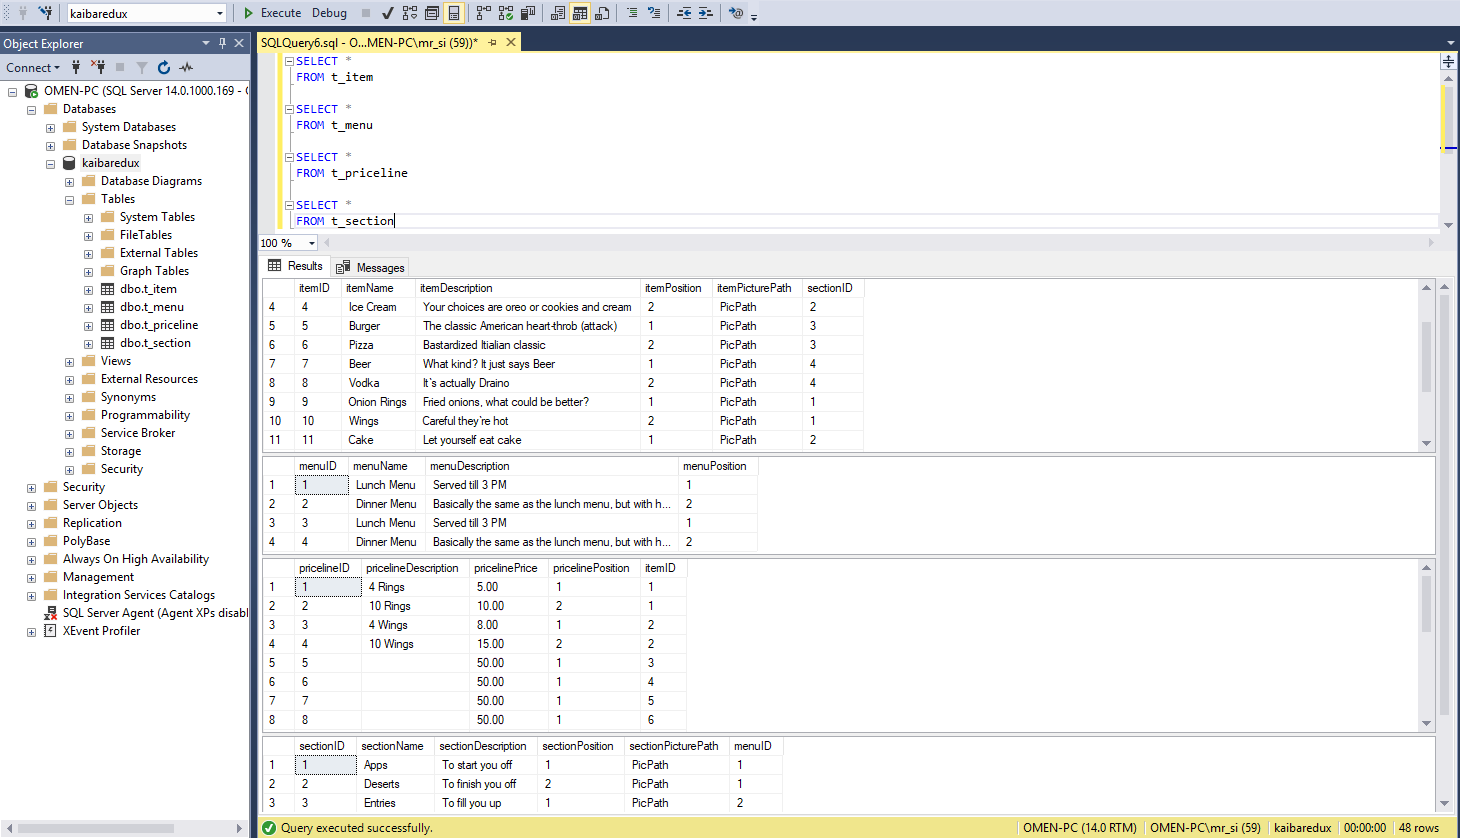 kaibaredux Execute Debug
Object Explorer
Connect
OMEN-PC (SQL Server 14.0.1000.169 -
Databases
System Databases
Database Snapshots
kaibaredux
Database Diagrams
Tables
System Tables
FileTables
External Tables
Graph Tables
dbo.t_item
dbo.t_menu
dbo.t_priceline
dbo.t_section
Views
External Resources
Synonyms
Programmability
Service Broker
Storage
Security
Security
Server Objects
Replication
PolyBase
Always On High Availability
Management
Integration Services Catalogs
SQL Server Agent (Agent XPs disabl
XEvent Profiler
SQLQuery6.sql - O...MEN-PC\mr_si (59))*
SELECT *
FROM t_item
SELECT *
FROM t_menu
SELECT *
FROM t_priceline
SELECT *
FROM t_section
100 %
Results Messages
itemID itemName itemDescription itemPosition itemPicturePath sectionID
4 4 Ice Cream Your choices are oreo or cookies and cream 2 PicPath 2
5 5 Burger The classic American heart-throb (attack) 1 PicPath 3
6 6 Pizza Bastardized Itialian classic 2 PicPath 3
7 7 Beer What kind? It just says Beer 1 PicPath 4
8 8 Vodka It`s actually Draino 2 PicPath 4
9 9 Onion Rings Fried onions, what could be better? 1 PicPath 1
10 10 Wings Careful they`re hot 2 PicPath 1
11 11 Cake Let yourself eat cake 1 PicPath 2
menuID menuName menuDescription menuPosition
1 1 Lunch Menu Served till 3 PM 1
2 2 Dinner Menu Basically the same as the lunch menu, but with h... 2
3 3 Lunch Menu Served till 3 PM 1
4 4 Dinner Menu Basically the same as the lunch menu, but with h... 2
pricelineID pricelineDescription pricelinePrice pricelinePosition itemID
1 1 4 Rings 5.00 1 1
2 2 10 Rings 10.00 2 1
3 3 4 Wings 8.00 1 2
4 4 10 Wings 15.00 2 2
5 5 50.00 1 3
6 6 50.00 1 4
7 7 50.00 1 5
8 8 50.00 1 6
sectionID sectionName sectionDescription sectionPosition sectionPicturePath menuID
1 1 Apps To start you off 1 PicPath 1
2 2 Deserts To finish you off 2 PicPath 1
3 3 Entries To fill you up 1 PicPath 2
Query executed successfully. OMEN-PC (14.0 RTM) OMEN-PC\mr_si (59) kaibaredux 00:00:00 48 rows